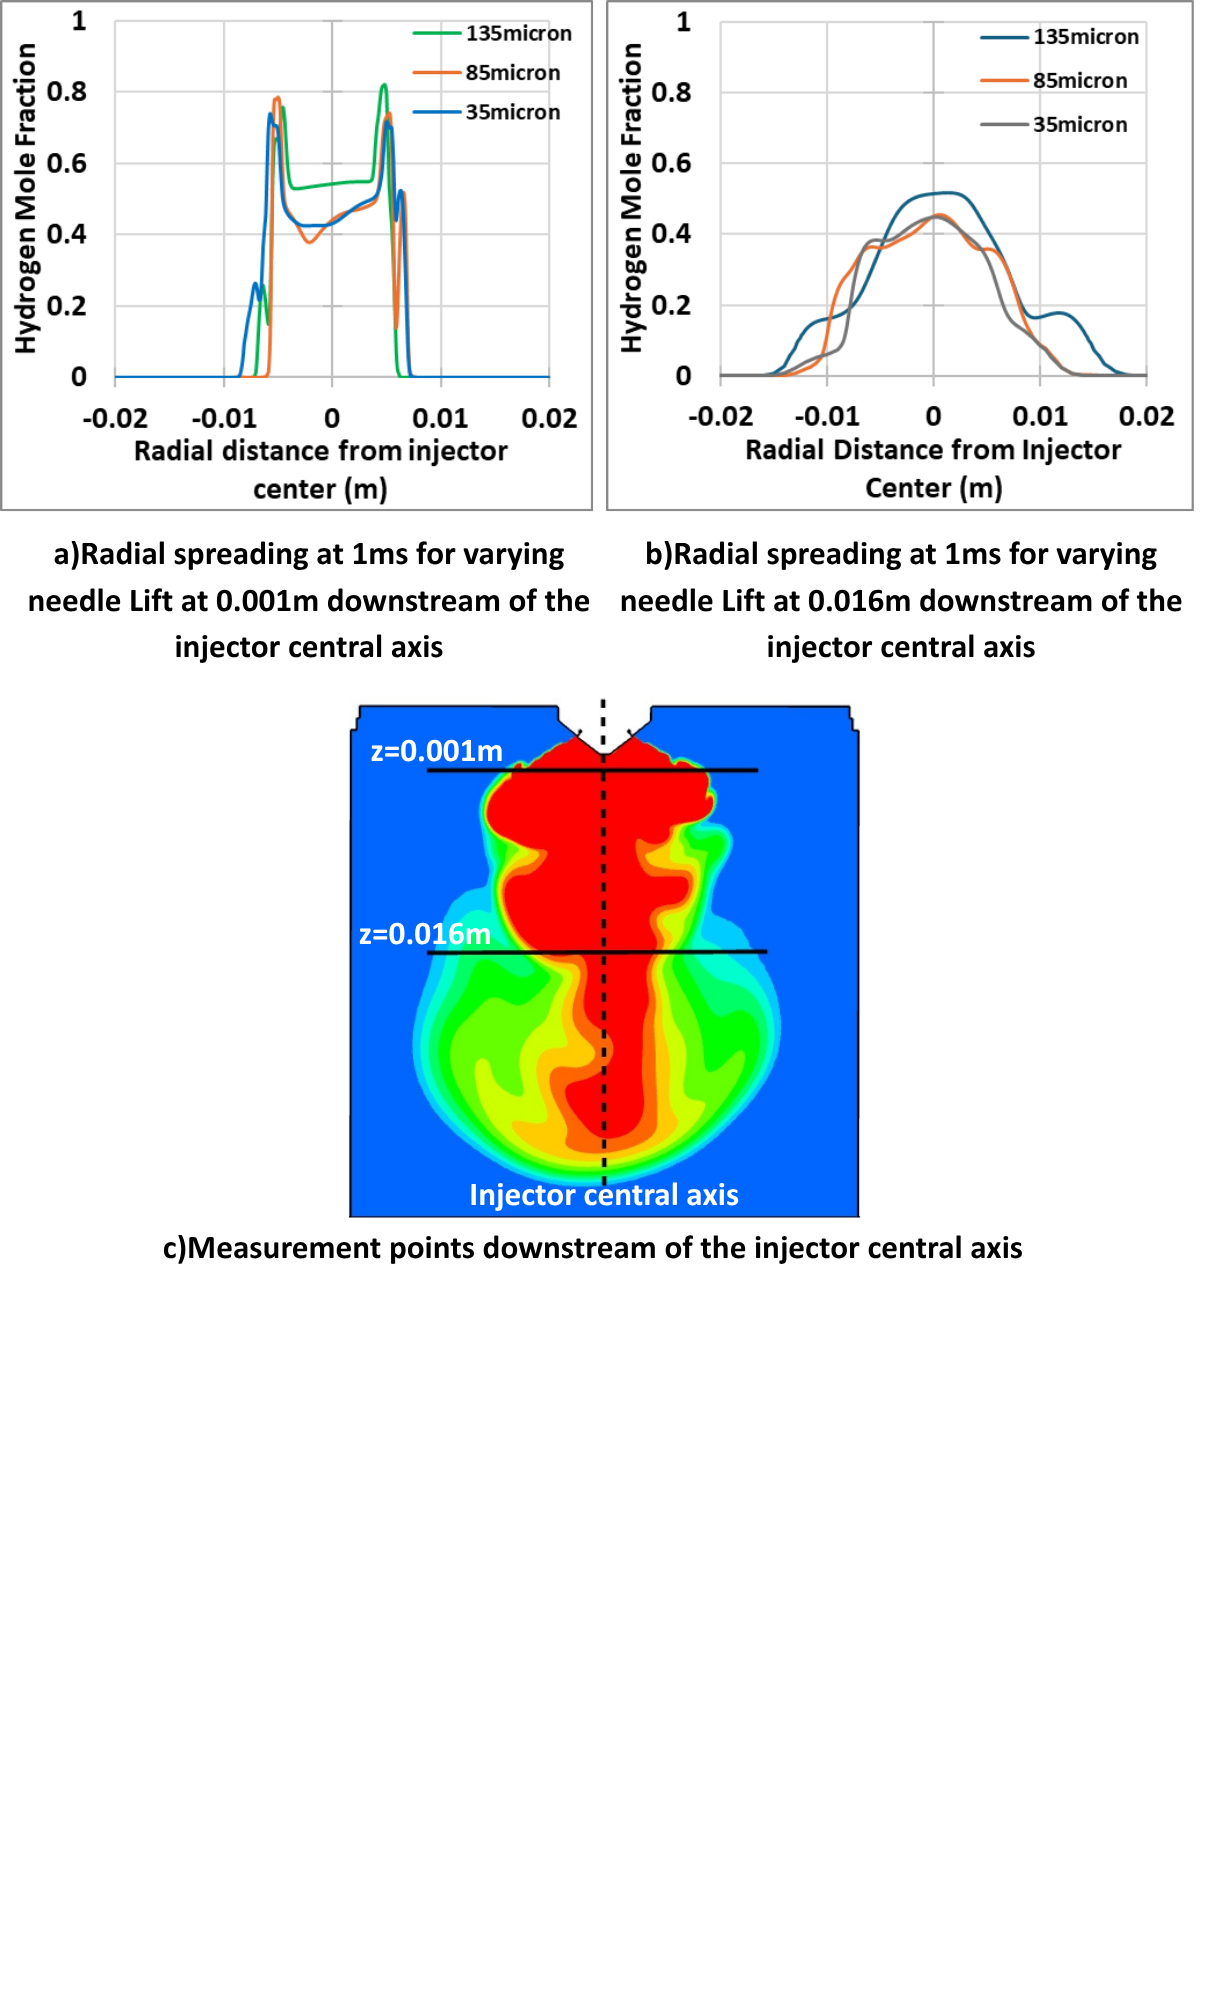 1
0.8
0.6
0.4
0.2
0
Hydrogen Mole Fraction
135micron
85micron
35micron
-0.02 -0.01 0 0.01 0.02
Radial distance from injector
center (m)
1
0.8
0.6
0.4
0.2
0
Hydrogen Mole Fraction
135micron
85micron
35micron
-0.02 -0.01 0 0.01 0.02
Radial Distance from Injector
Center (m)
a)Radial spreading at 1ms for varying
needle Lift at 0.001m downstream of the
injector central axis
b)Radial spreading at 1ms for varying
needle Lift at 0.016m downstream of the
injector central axis
z=0.001m
z=0.016m
Injector central axis
c)Measurement points downstream of the injector central axis